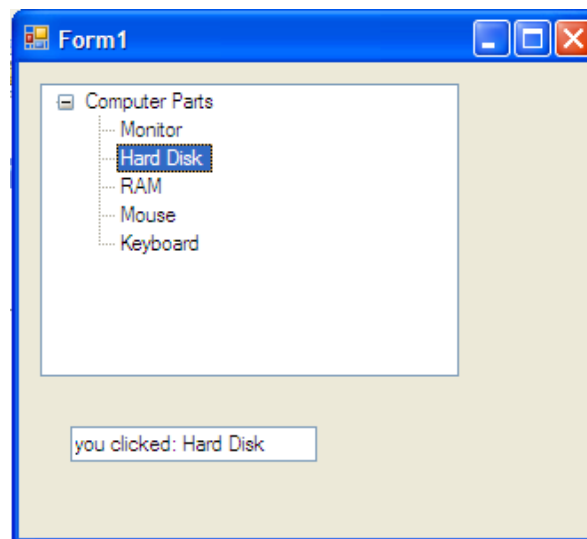 Form1
Computer Parts
Monitor
Hard Disk
RAM
Mouse
Keyboard
you clicked: Hard Disk